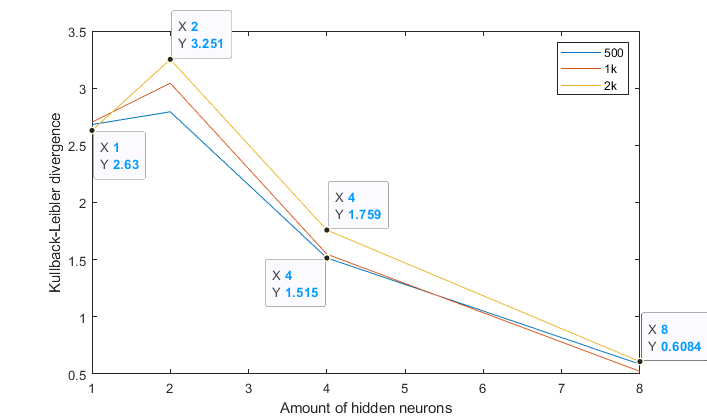 X 2
Y 3.251
3.5
3
2.5
2
1.5
1
0.5
Kullback-Leibler divergence
500
1k
2k
X 1
Y 2.63
X 4
Y 1.759
X 4
Y 1.515
X 8
Y 0.6084
1 2 3 4 5 6 7 8
Amount of hidden neurons